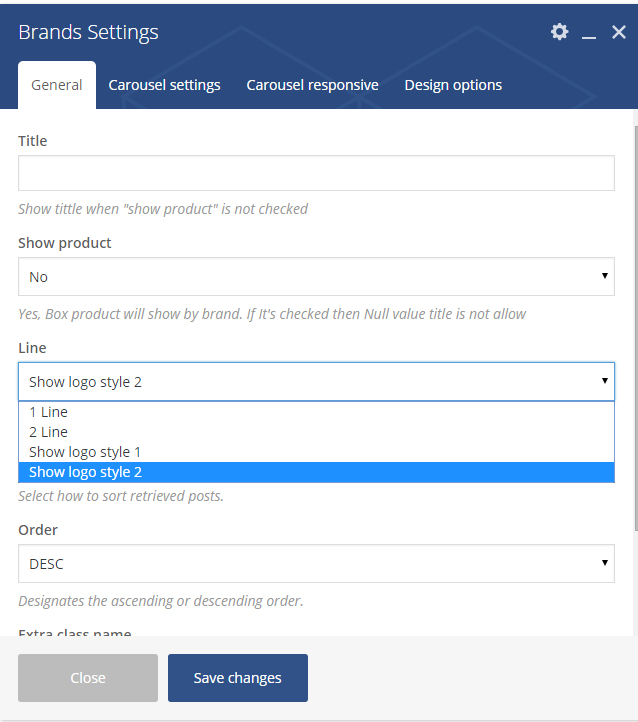 Brands Settings
General Carousel settings Carousel responsive Design options
Title
Show tittle when "show product" is not checked
Show product
No
Yes, Box product will show by brand. If It's checked then Null value title is not allow
Line
Show logo style 2
1 Line
2 Line
Show logo style 1
Show logo style 2
Select how to sort retrieved posts.
Order
DESC
Designates the ascending or descending order.
Extra class name
Close Save changes